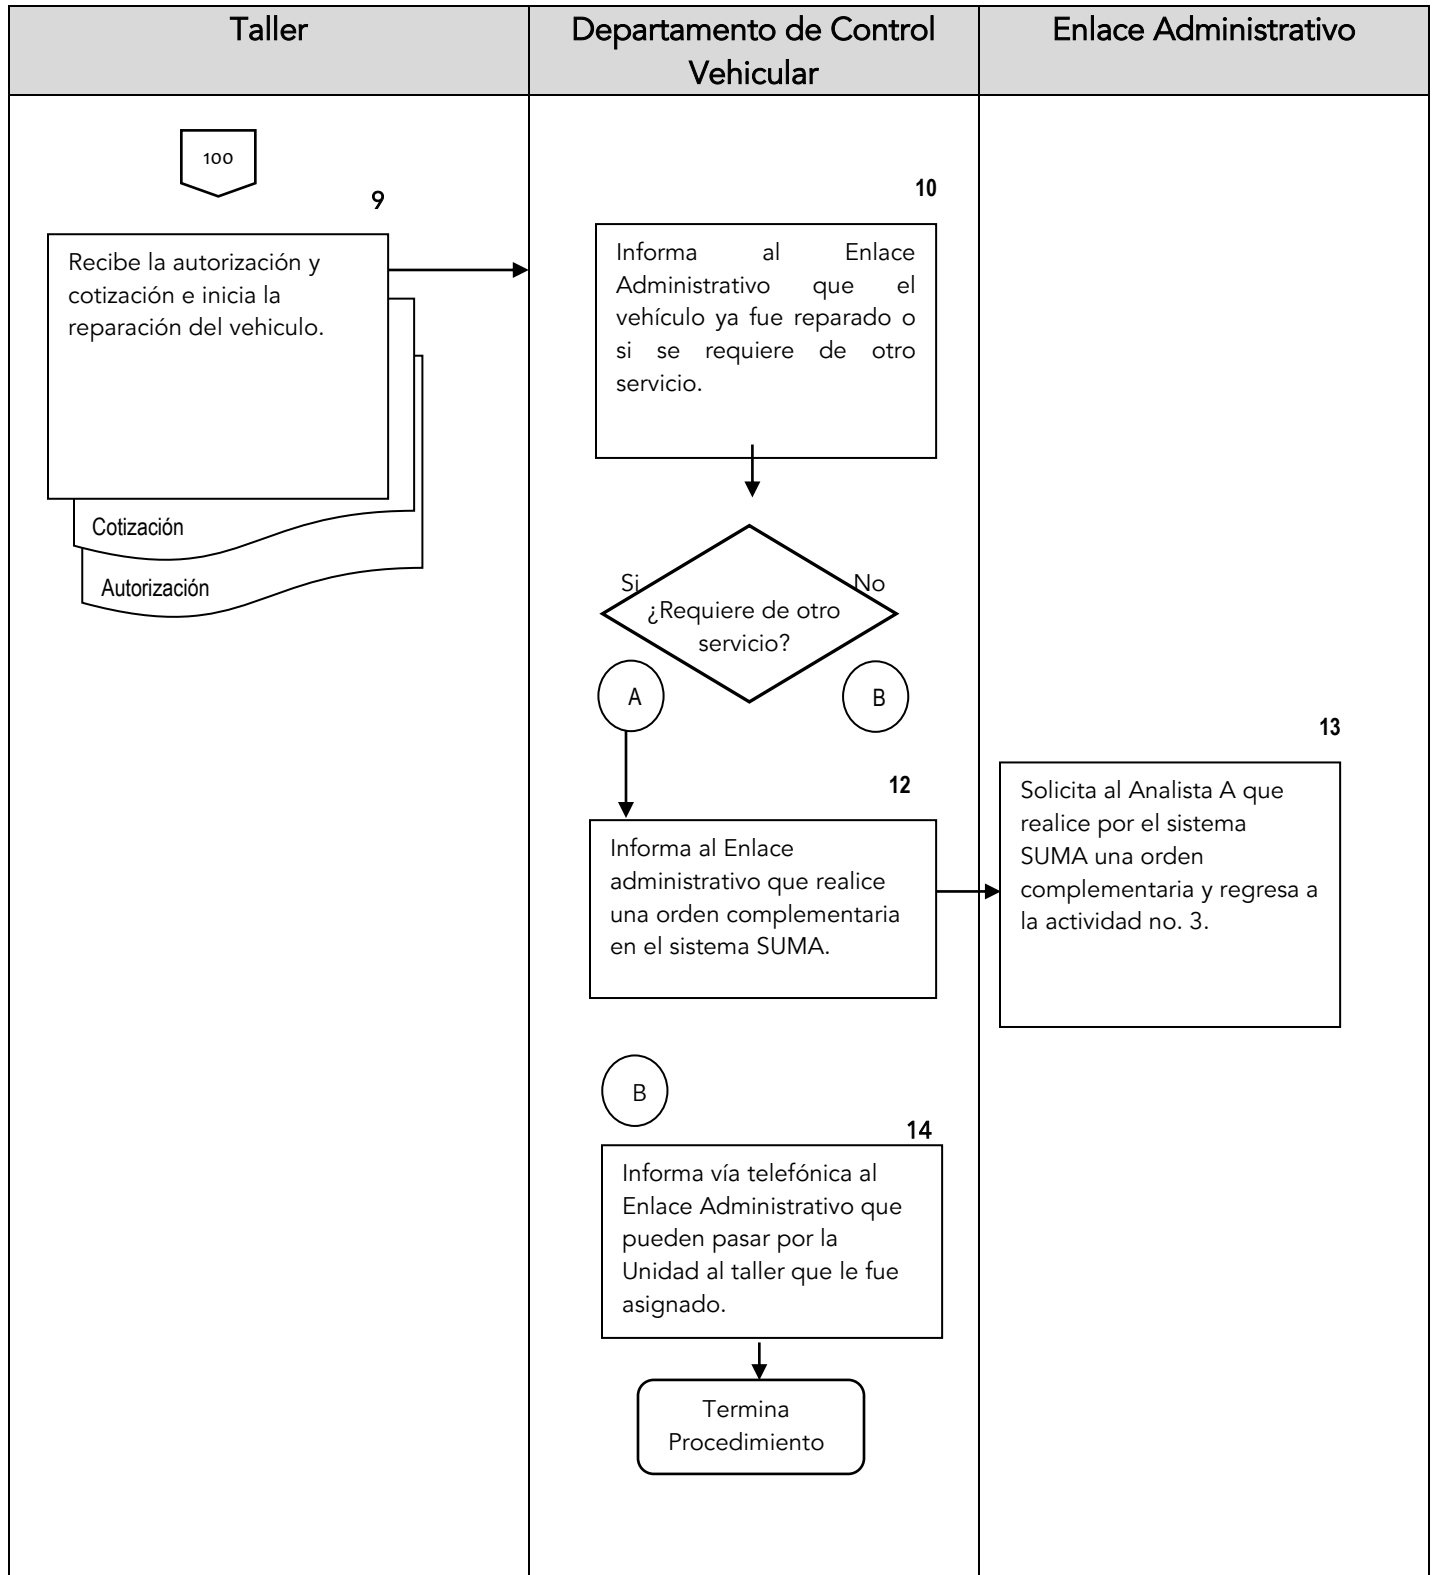 Taller
Departamento de Control
Vehicular
Enlace Administrativo
100
9
Recibe la autorización y
cotización e inicia la
reparación del vehiculo.
Cotización
Autorización
10
Informa al Enlace
Administrativo que el
vehículo ya fue reparado o
si se requiere de otro
servicio.
Si
No
¿Requiere de otro
servicio?
A
B
12
Informa al Enlace
administrativo que realice
una orden complementaria
en el sistema SUMA.
13
Solicita al Analista A que
realice por el sistema
SUMA una orden
complementaria y regresa a
la actividad no. 3.
B
14
Informa vía telefónica al
Enlace Administrativo que
pueden pasar por la
Unidad al taller que le fue
asignado.
Termina
Procedimiento